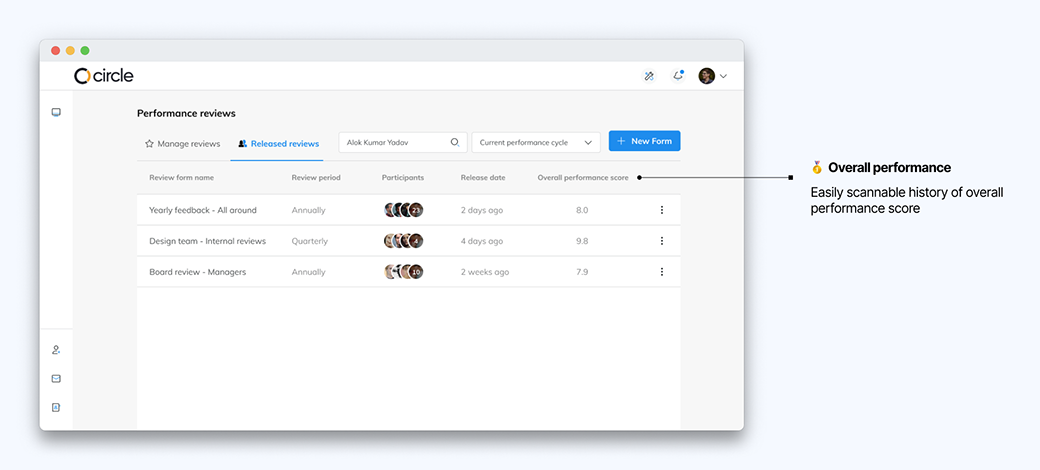 circle
Performance reviews
Manage reviews
Released reviews
Alok Kumar Yadav
Current performance cycle
+ New Form
Review form name Review period Participants Release date Overall performance score
Yearly feedback - All around Annually 23 2 days ago 8.0
Design team - Internal reviews Quarterly 4 4 days ago 9.8
Board review - Managers Annually 10 2 weeks ago 7.9
🏅 Overall performance
Easily scannable history of overall
performance score